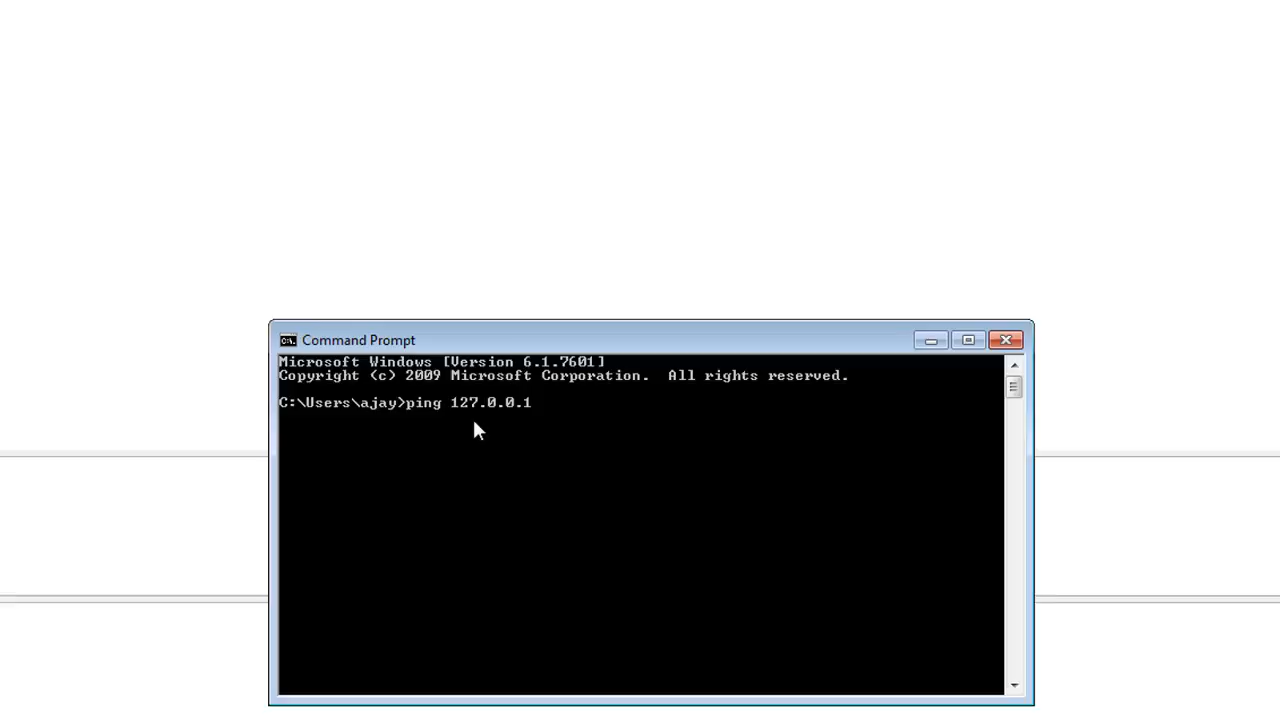 Command Prompt
Microsoft Windows [Version 6.1.7601]
Copyright (c) 2009 Microsoft Corporation.  All rights reserved.
C:\Users\ajay>ping 127.0.0.1